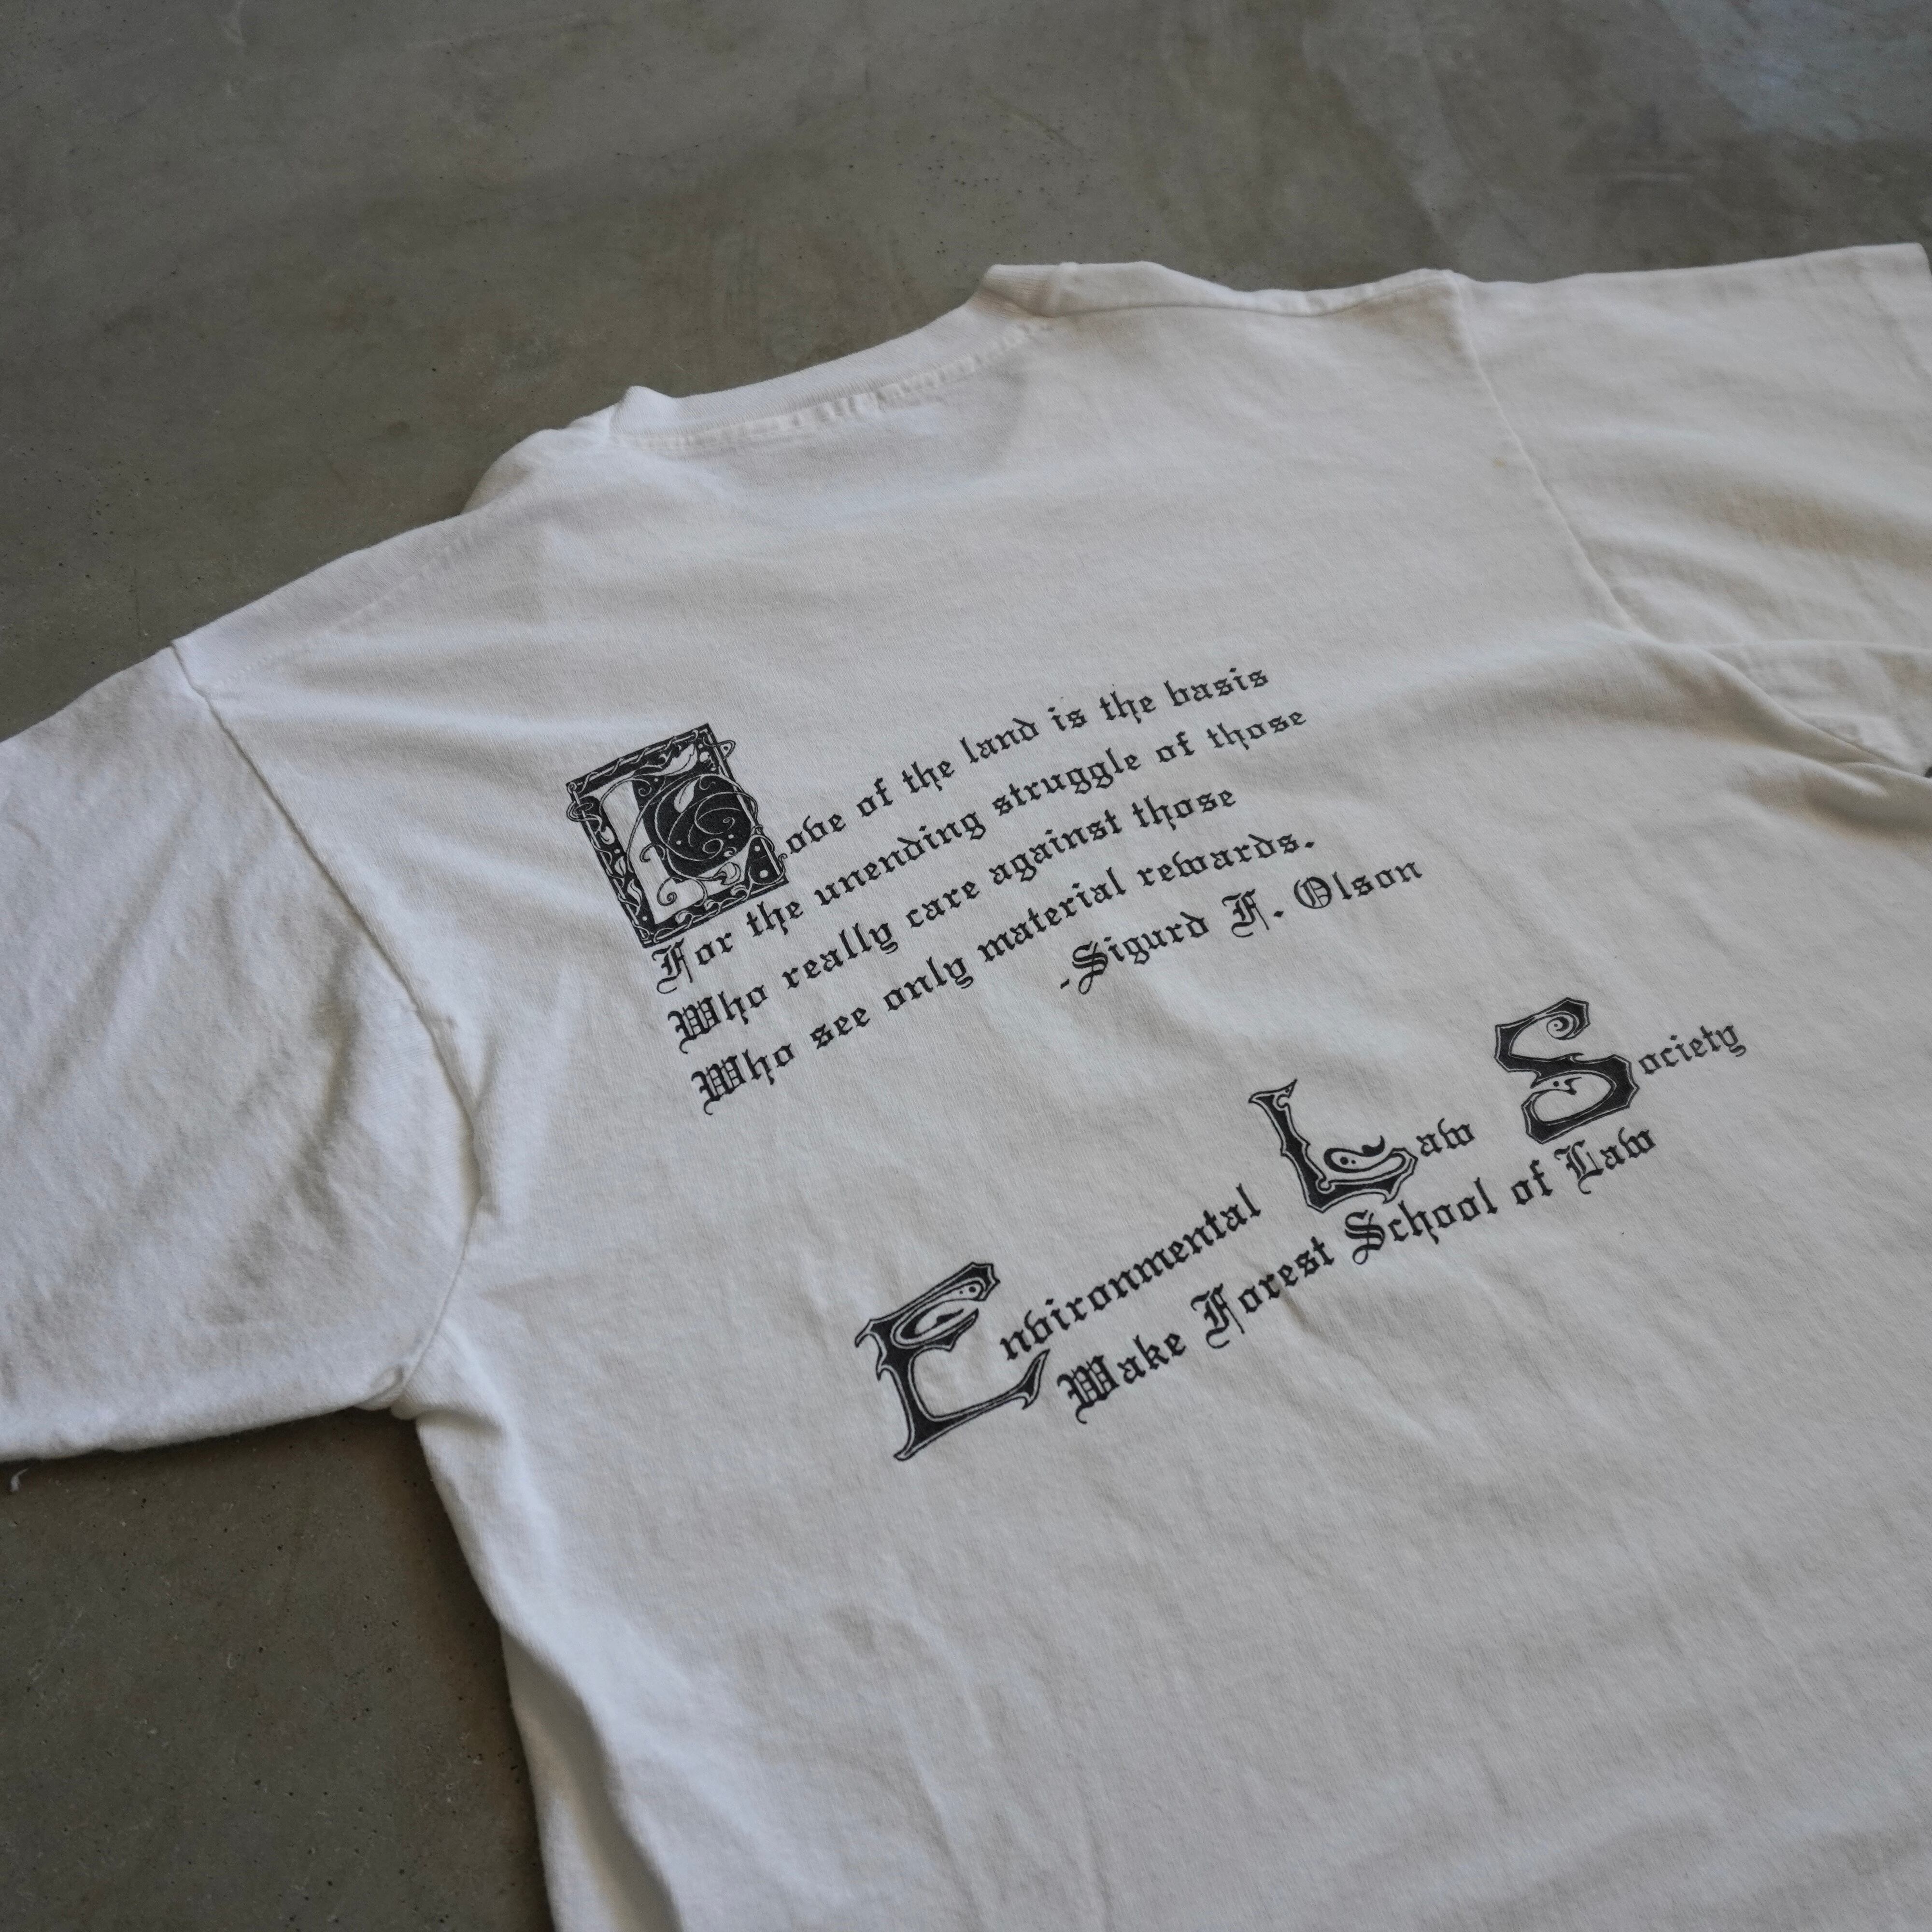 Love of the land is the basis
For the unending struggle of those
Who really care against those
Who see only material rewards.
-Sigurd F. Olson
Environmental Law Society
Wake Forest School of Law